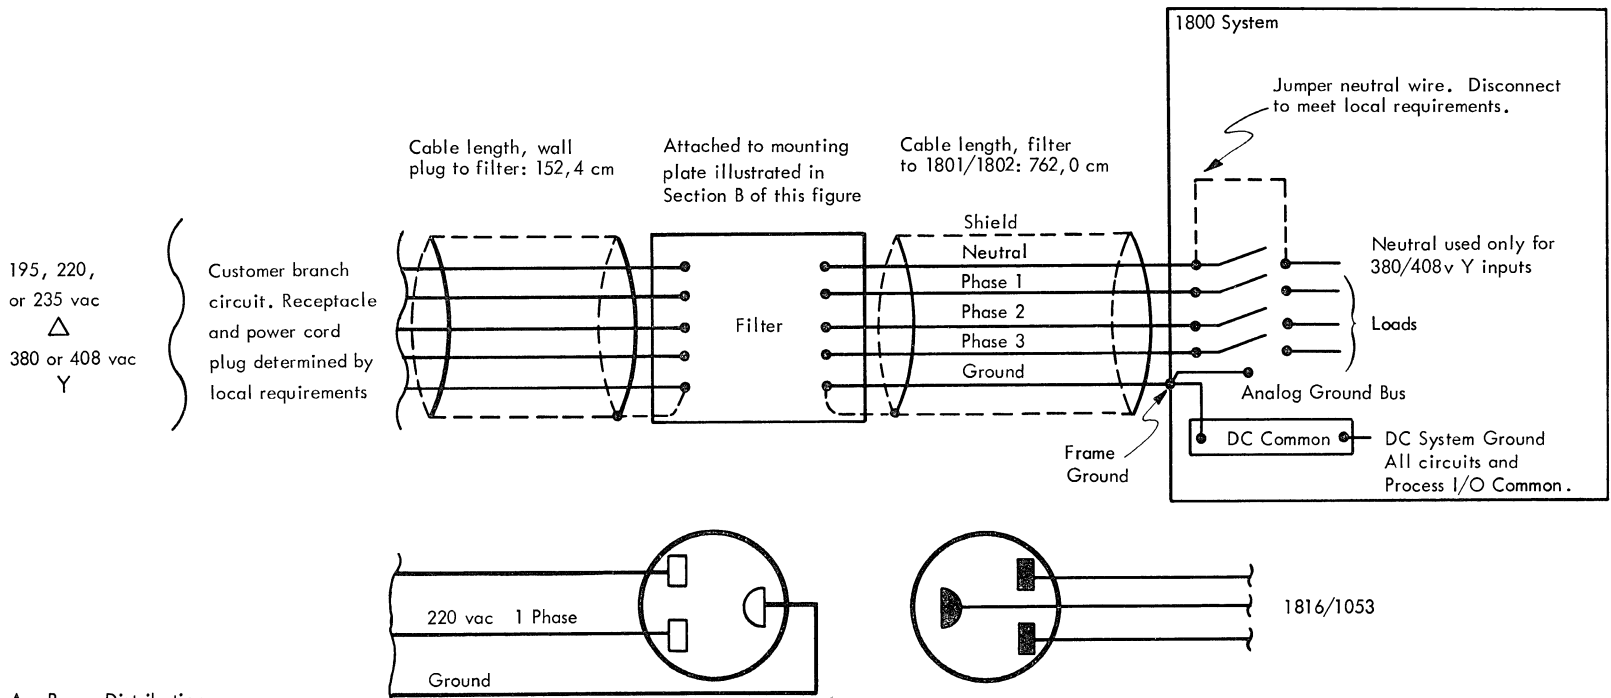 1800 System
Jumper neutral wire. Disconnect
to meet local requirements.
Cable length, wall
plug to filter: 152,4 cm
Attached to mounting
plate illustrated in
Section B of this figure
Cable length, filter
to 1801/1802: 762,0 cm
Shield
Neutral
Phase 1
Phase 2
Phase 3
Ground
195, 220,
or 235 vac
△
380 or 408 vac
Y
Customer branch
circuit. Receptacle
and power cord
plug determined by
local requirements
Filter
Neutral used only for
380/408v Y inputs
Loads
Analog Ground Bus
Frame
Ground
DC Common
DC System Ground
All circuits and
Process I/O Common.
220 vac 1 Phase
Ground
1816/1053